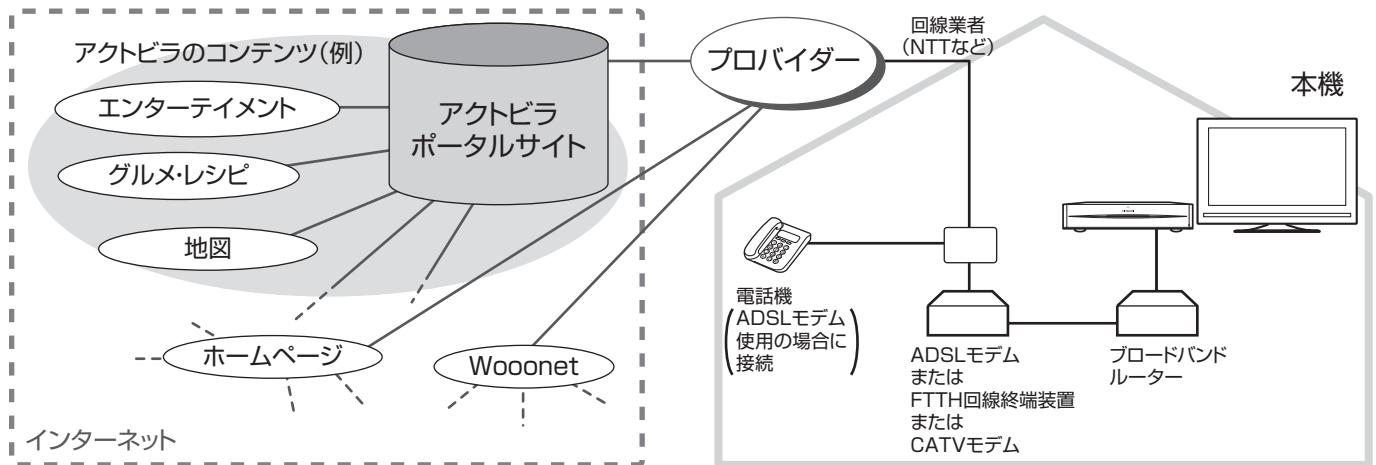 アクトビラのコンテンツ(例)
エンターテイメント
グルメ・レシピ
地図
アクトビラ
ポータルサイト
ホームページ
Wooonet
インターネット
プロバイダー
回線業者
(NTTなど)
本機
電話機
(ADSLモデム
使用の場合に
接続)
ADSLモデム
または
FTTH回線終端装置
または
CATVモデム
ブロードバンド
ルーター